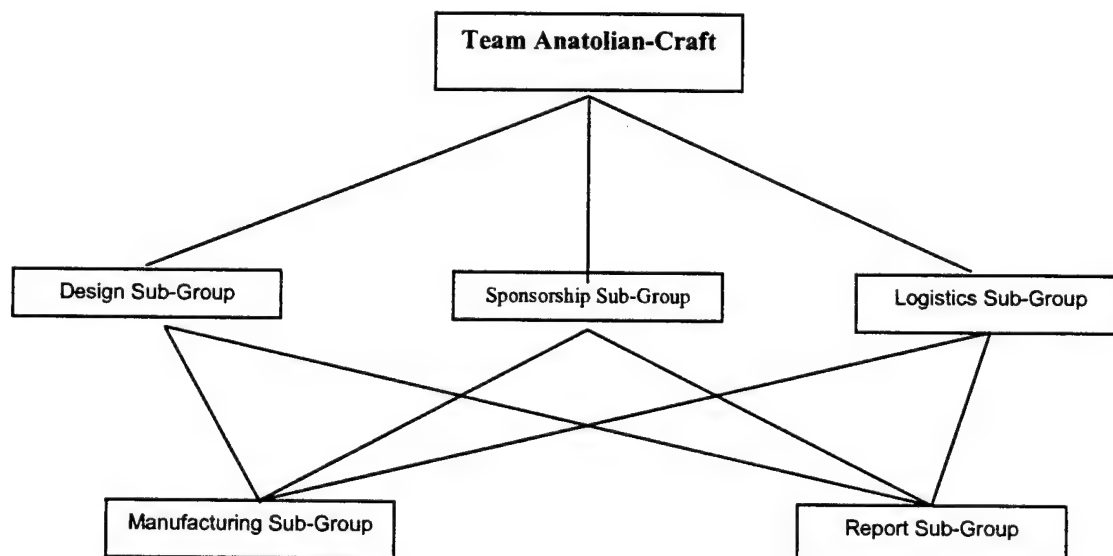 Team Anatolian-Craft
Design Sub-Group
Sponsorship Sub-Group
Logistics Sub-Group
Manufacturing Sub-Group
Report Sub-Group